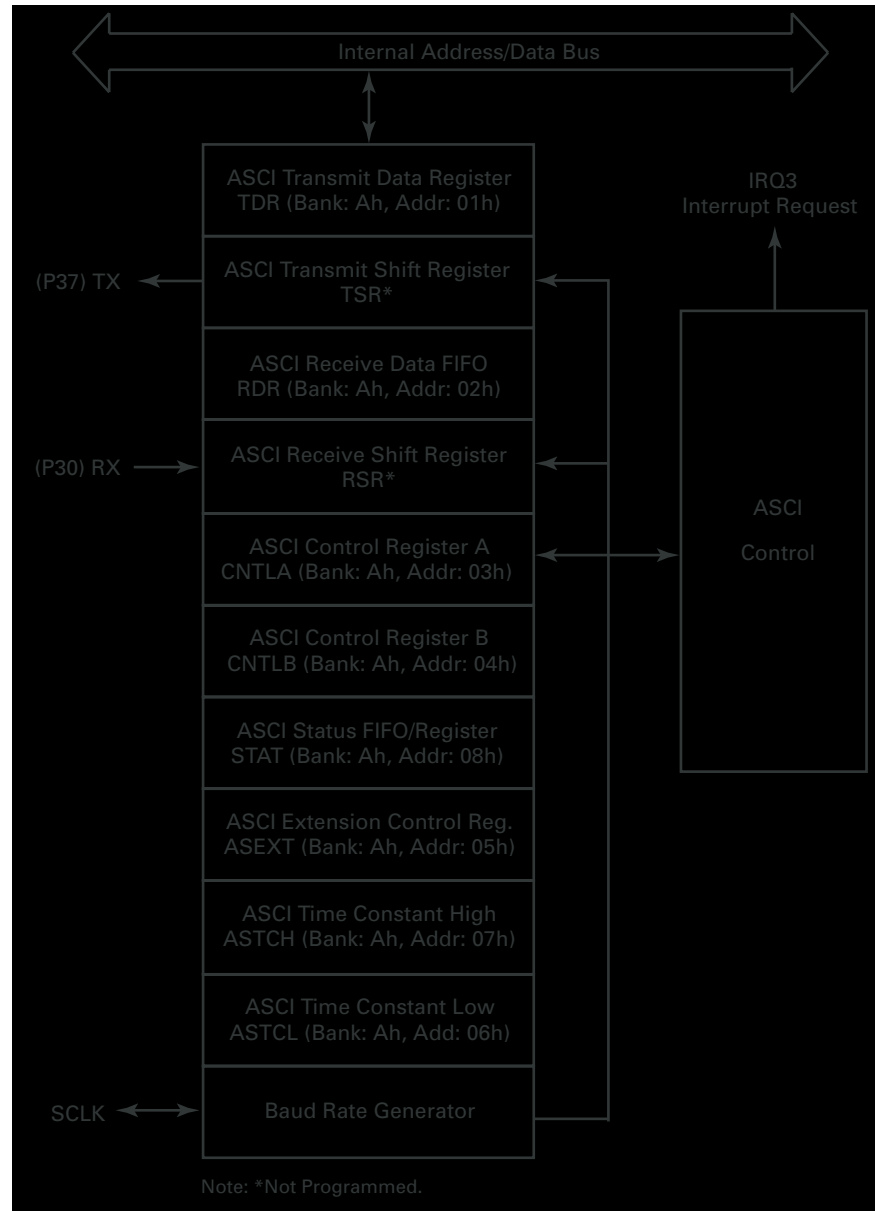 Internal Address/Data Bus
ASCI Transmit Data Register
TDR (Bank: Ah, Addr: 01h)
IRQ3
Interrupt Request
(P37) TX
ASCI Transmit Shift Register
TSR*
ASCI Receive Data FIFO
RDR (Bank: Ah, Addr: 02h)
(P30) RX
ASCI Receive Shift Register
RSR*
ASCI Control Register A
CNTLA (Bank: Ah, Addr: 03h)
ASCI
Control
ASCI Control Register B
CNTLB (Bank: Ah, Addr: 04h)
ASCI Status FIFO/Register
STAT (Bank: Ah, Addr: 08h)
ASCI Extension Control Reg.
ASEXT (Bank: Ah, Addr: 05h)
ASCI Time Constant High
ASTCH (Bank: Ah, Addr: 07h)
ASCI Time Constant Low
ASTCL (Bank: Ah, Add: 06h)
SCLK
Baud Rate Generator
Note: *Not Programmed.